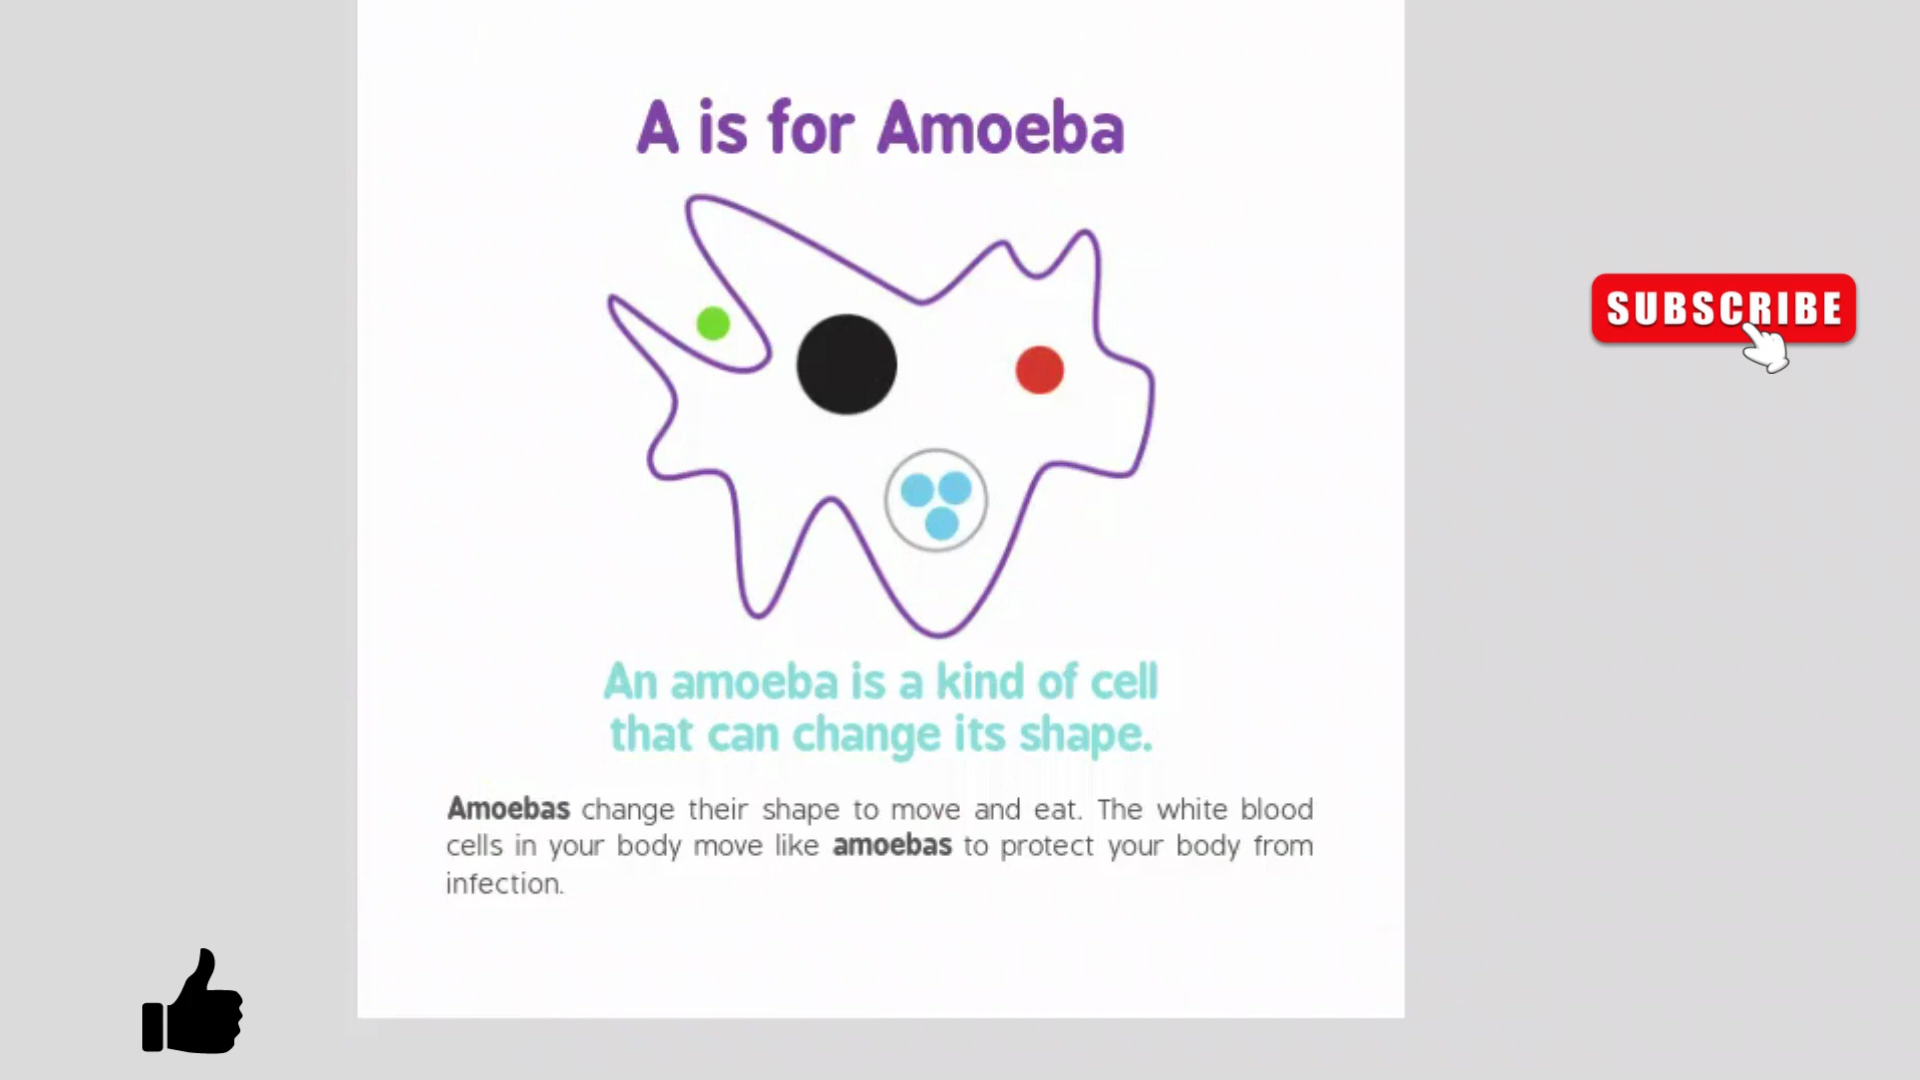 A is for Amoeba
SUBSCRIBE
An amoeba is a kind of cell
that can change its shape.
Amoebas change their shape to move and eat. The white blood
cells in your body move like amoebas to protect your body from
infection.